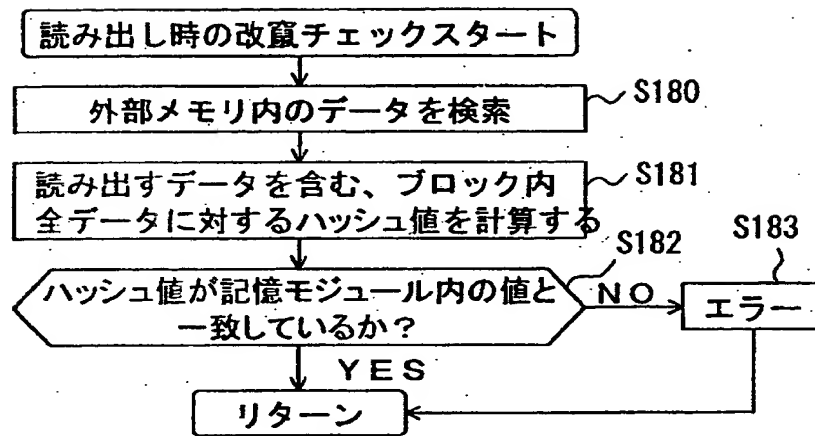 読み出し時の改竄チェックスタート
外部メモリ内のデータを検索
S180
読み出すデータを含む、ブロック内
全データに対するハッシュ値を計算する
S181
ハッシュ値が記憶モジュール内の値と
一致しているか?
S182
NO
エラー
S183
YES
リターン